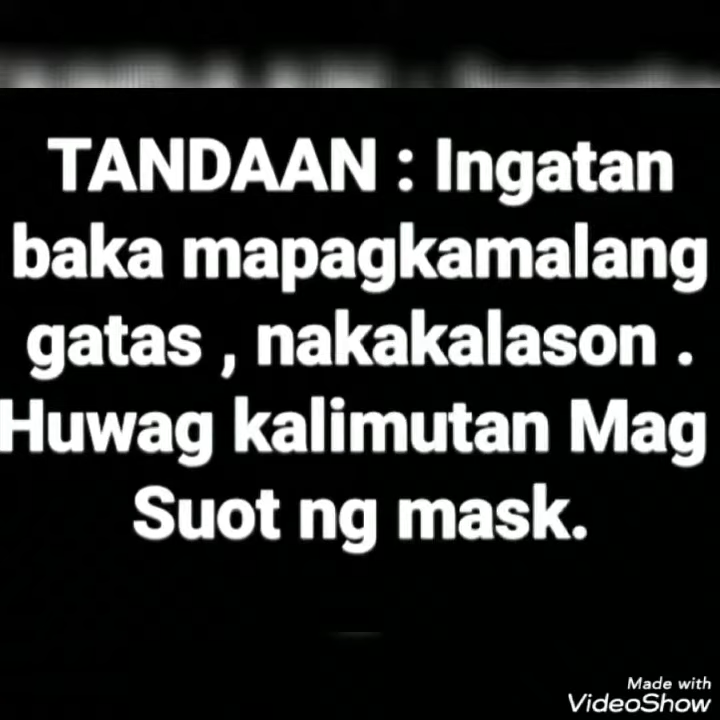 TANDAAN : Ingatan
baka mapagkamalang
gatas , nakakalason .
Huwag kalimutan Mag
Suot ng mask.
Made with
VideoShow